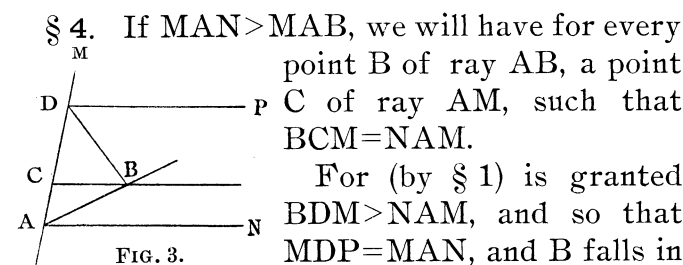 § 4. If MAN>MAB, we will have for every
point B of ray AB, a point
C of ray AM, such that
BCM=NAM.
For (by § 1) is granted
BDM>NAM, and so that
MDP=MAN, and B falls in
M
D
P
C
B
A
N
FIG. 3.